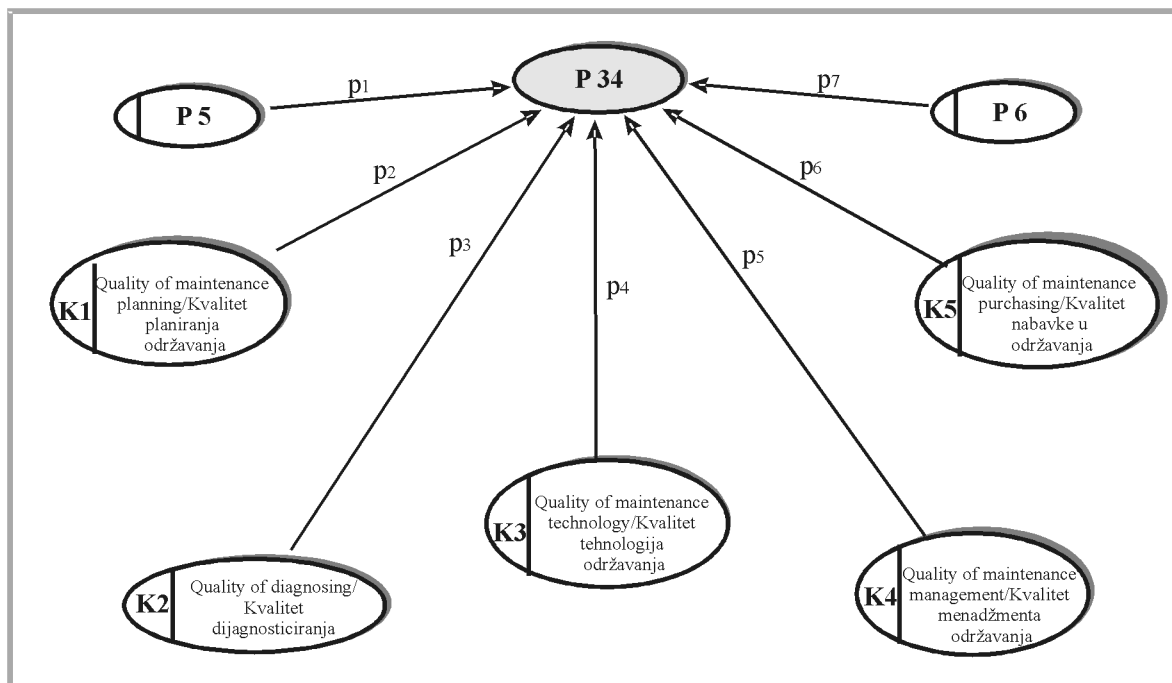 P 34
P 5
p1
p7
P 6
p2
p6
p3
p4
p5
K1
Quality of maintenance
planning/Kvalitet
planiranja
održavanja
K5
Quality of maintenance
purchasing/Kvalitet
nabavke u
održavanja
K3
Quality of maintenance
technology/Kvalitet
tehnologija
održavanja
K2
Quality of diagnosing/
Kvalitet
dijagnosticiranja
K4
Quality of maintenance
management/Kvalitet
menadžmenta
održavanja